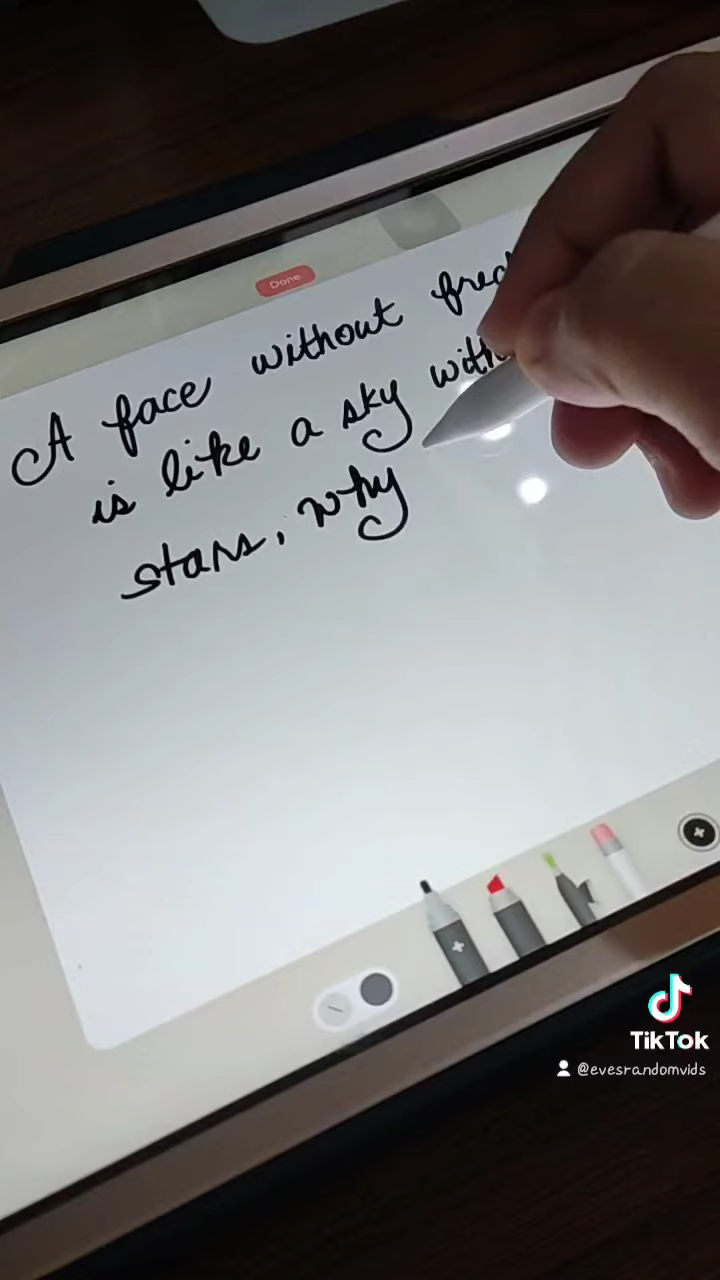 Done
A face without
is like a sky
stars, why
TikTok
@evesrandomvids